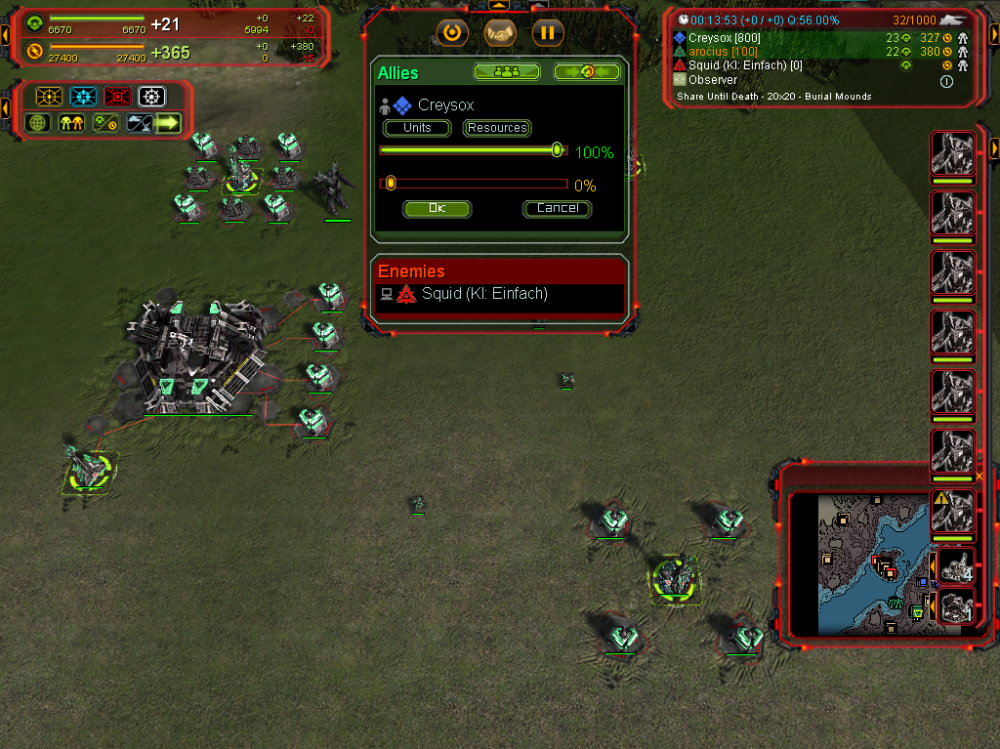 +21
+0
+22
6670
6670
5994
-0
+365
+0
+380
27400
27400
0
-15
Allies
Creysox
Units
Resources
100%
0%
Ok
Cancel
Enemies
Squid (KI: Einfach)
00:13:53 (+0 / +0) Q:56.00%
32/1000
Creysox [800]
23
327
arocius [100]
22
380
Squid (KI: Einfach) [0]
Observer
Share Until Death - 20x20 - Burial Mounds
4
1